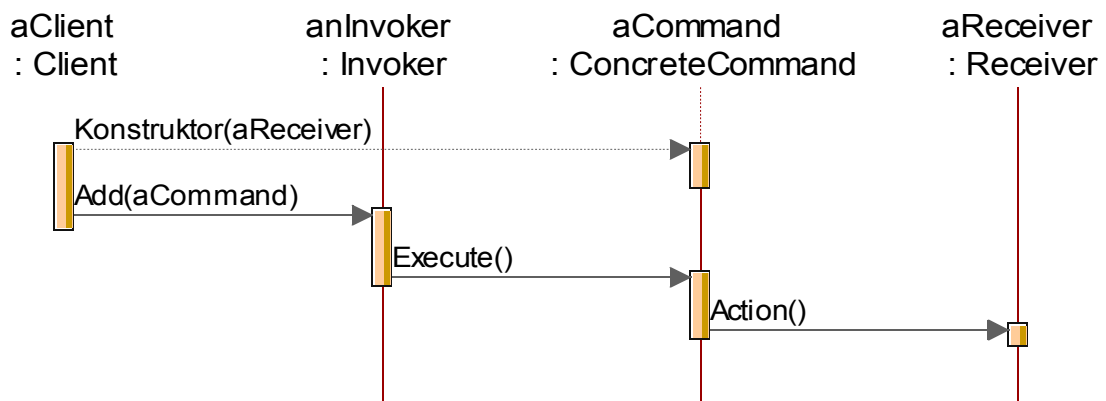 aClient
: Client
anInvoker
: Invoker
aCommand
: ConcreteCommand
aReceiver
: Receiver
Konstruktor(aReceiver)
Add(aCommand)
Execute()
Action()